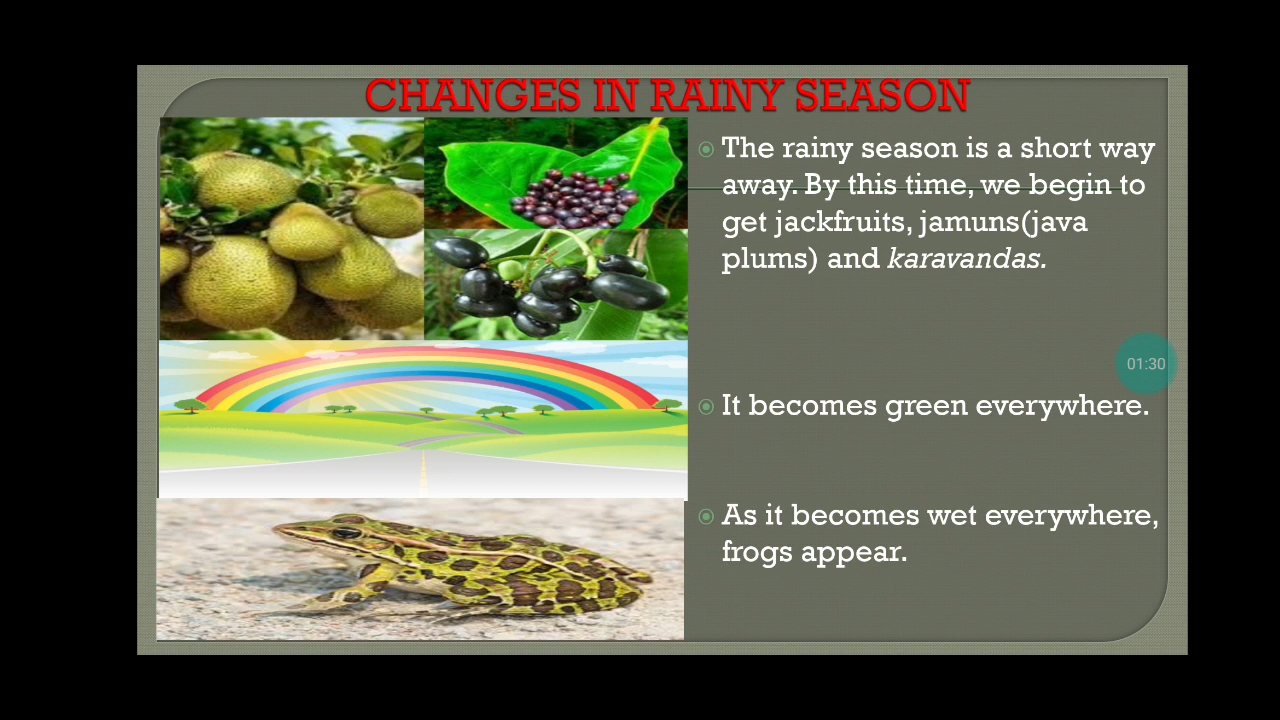 CHANGES IN RAINY SEASON
The rainy season is a short way
away. By this time, we begin to
get jackfruits, jamuns(java
plums) and karavandas.
01:30
It becomes green everywhere.
As it becomes wet everywhere,
frogs appear.